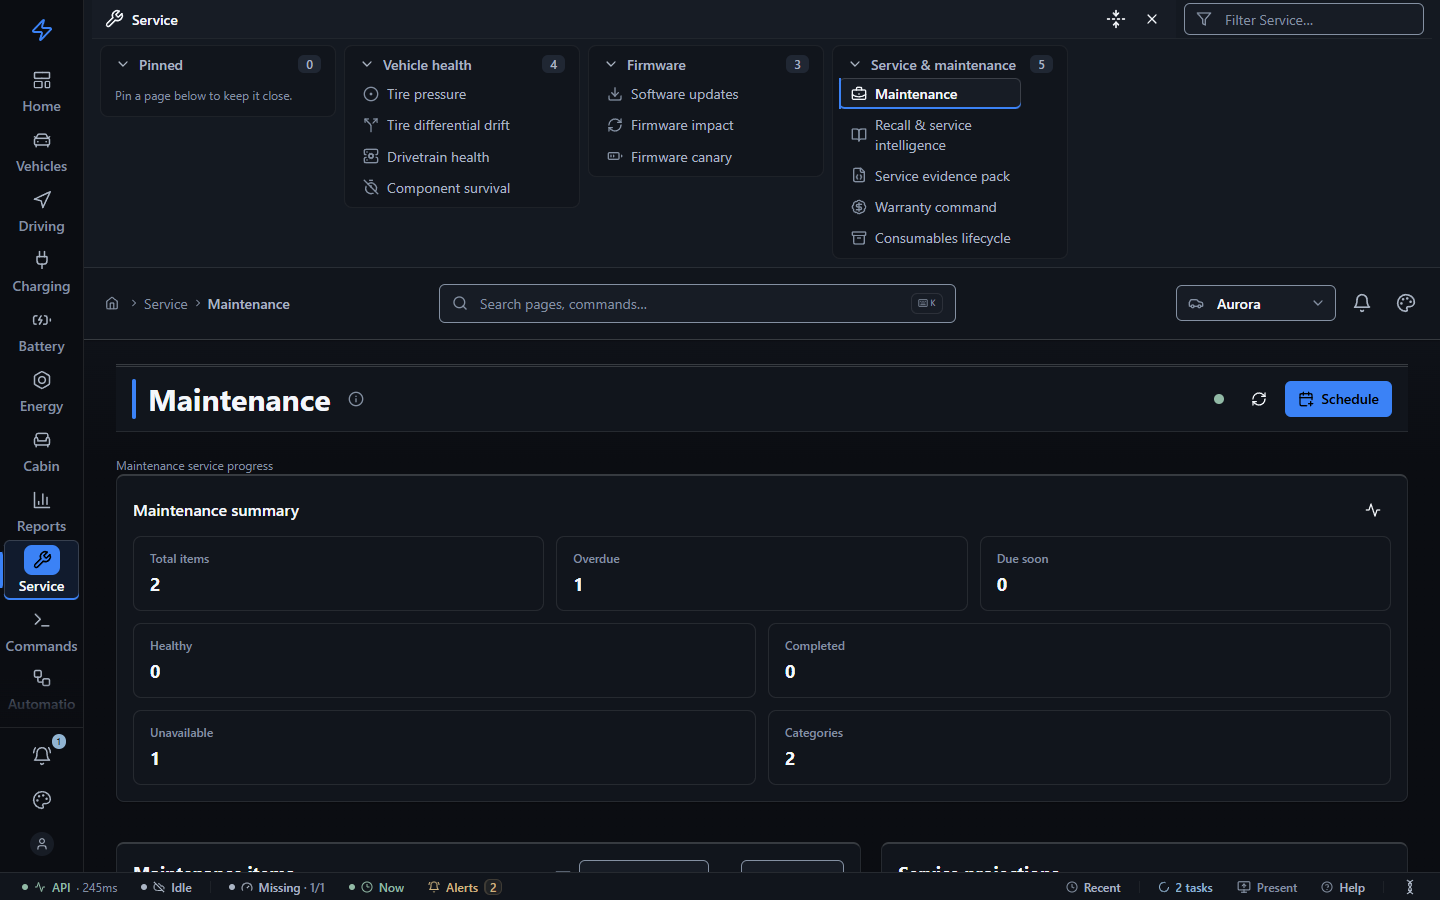 Service
Filter Service...
Home
Vehicles
Driving
Charging
Battery
Energy
Cabin
Reports
Service
Commands
Automatio
1
Pinned 0
Pin a page below to keep it close.
Vehicle health 4
Tire pressure
Tire differential drift
Drivetrain health
Component survival
Firmware 3
Software updates
Firmware impact
Firmware canary
Service & maintenance 5
Maintenance
Recall & service
intelligence
Service evidence pack
Warranty command
Consumables lifecycle
Service Maintenance
Search pages, commands...
K
Aurora
Maintenance
Schedule
Maintenance service progress
Maintenance summary
Total items
2
Overdue
1
Due soon
0
Healthy
0
Completed
0
Unavailable
1
Categories
2
Maintenance items
Service projections
API · 245ms
Idle
Missing · 1/1
Now
Alerts 2
Recent
2 tasks
Present
Help